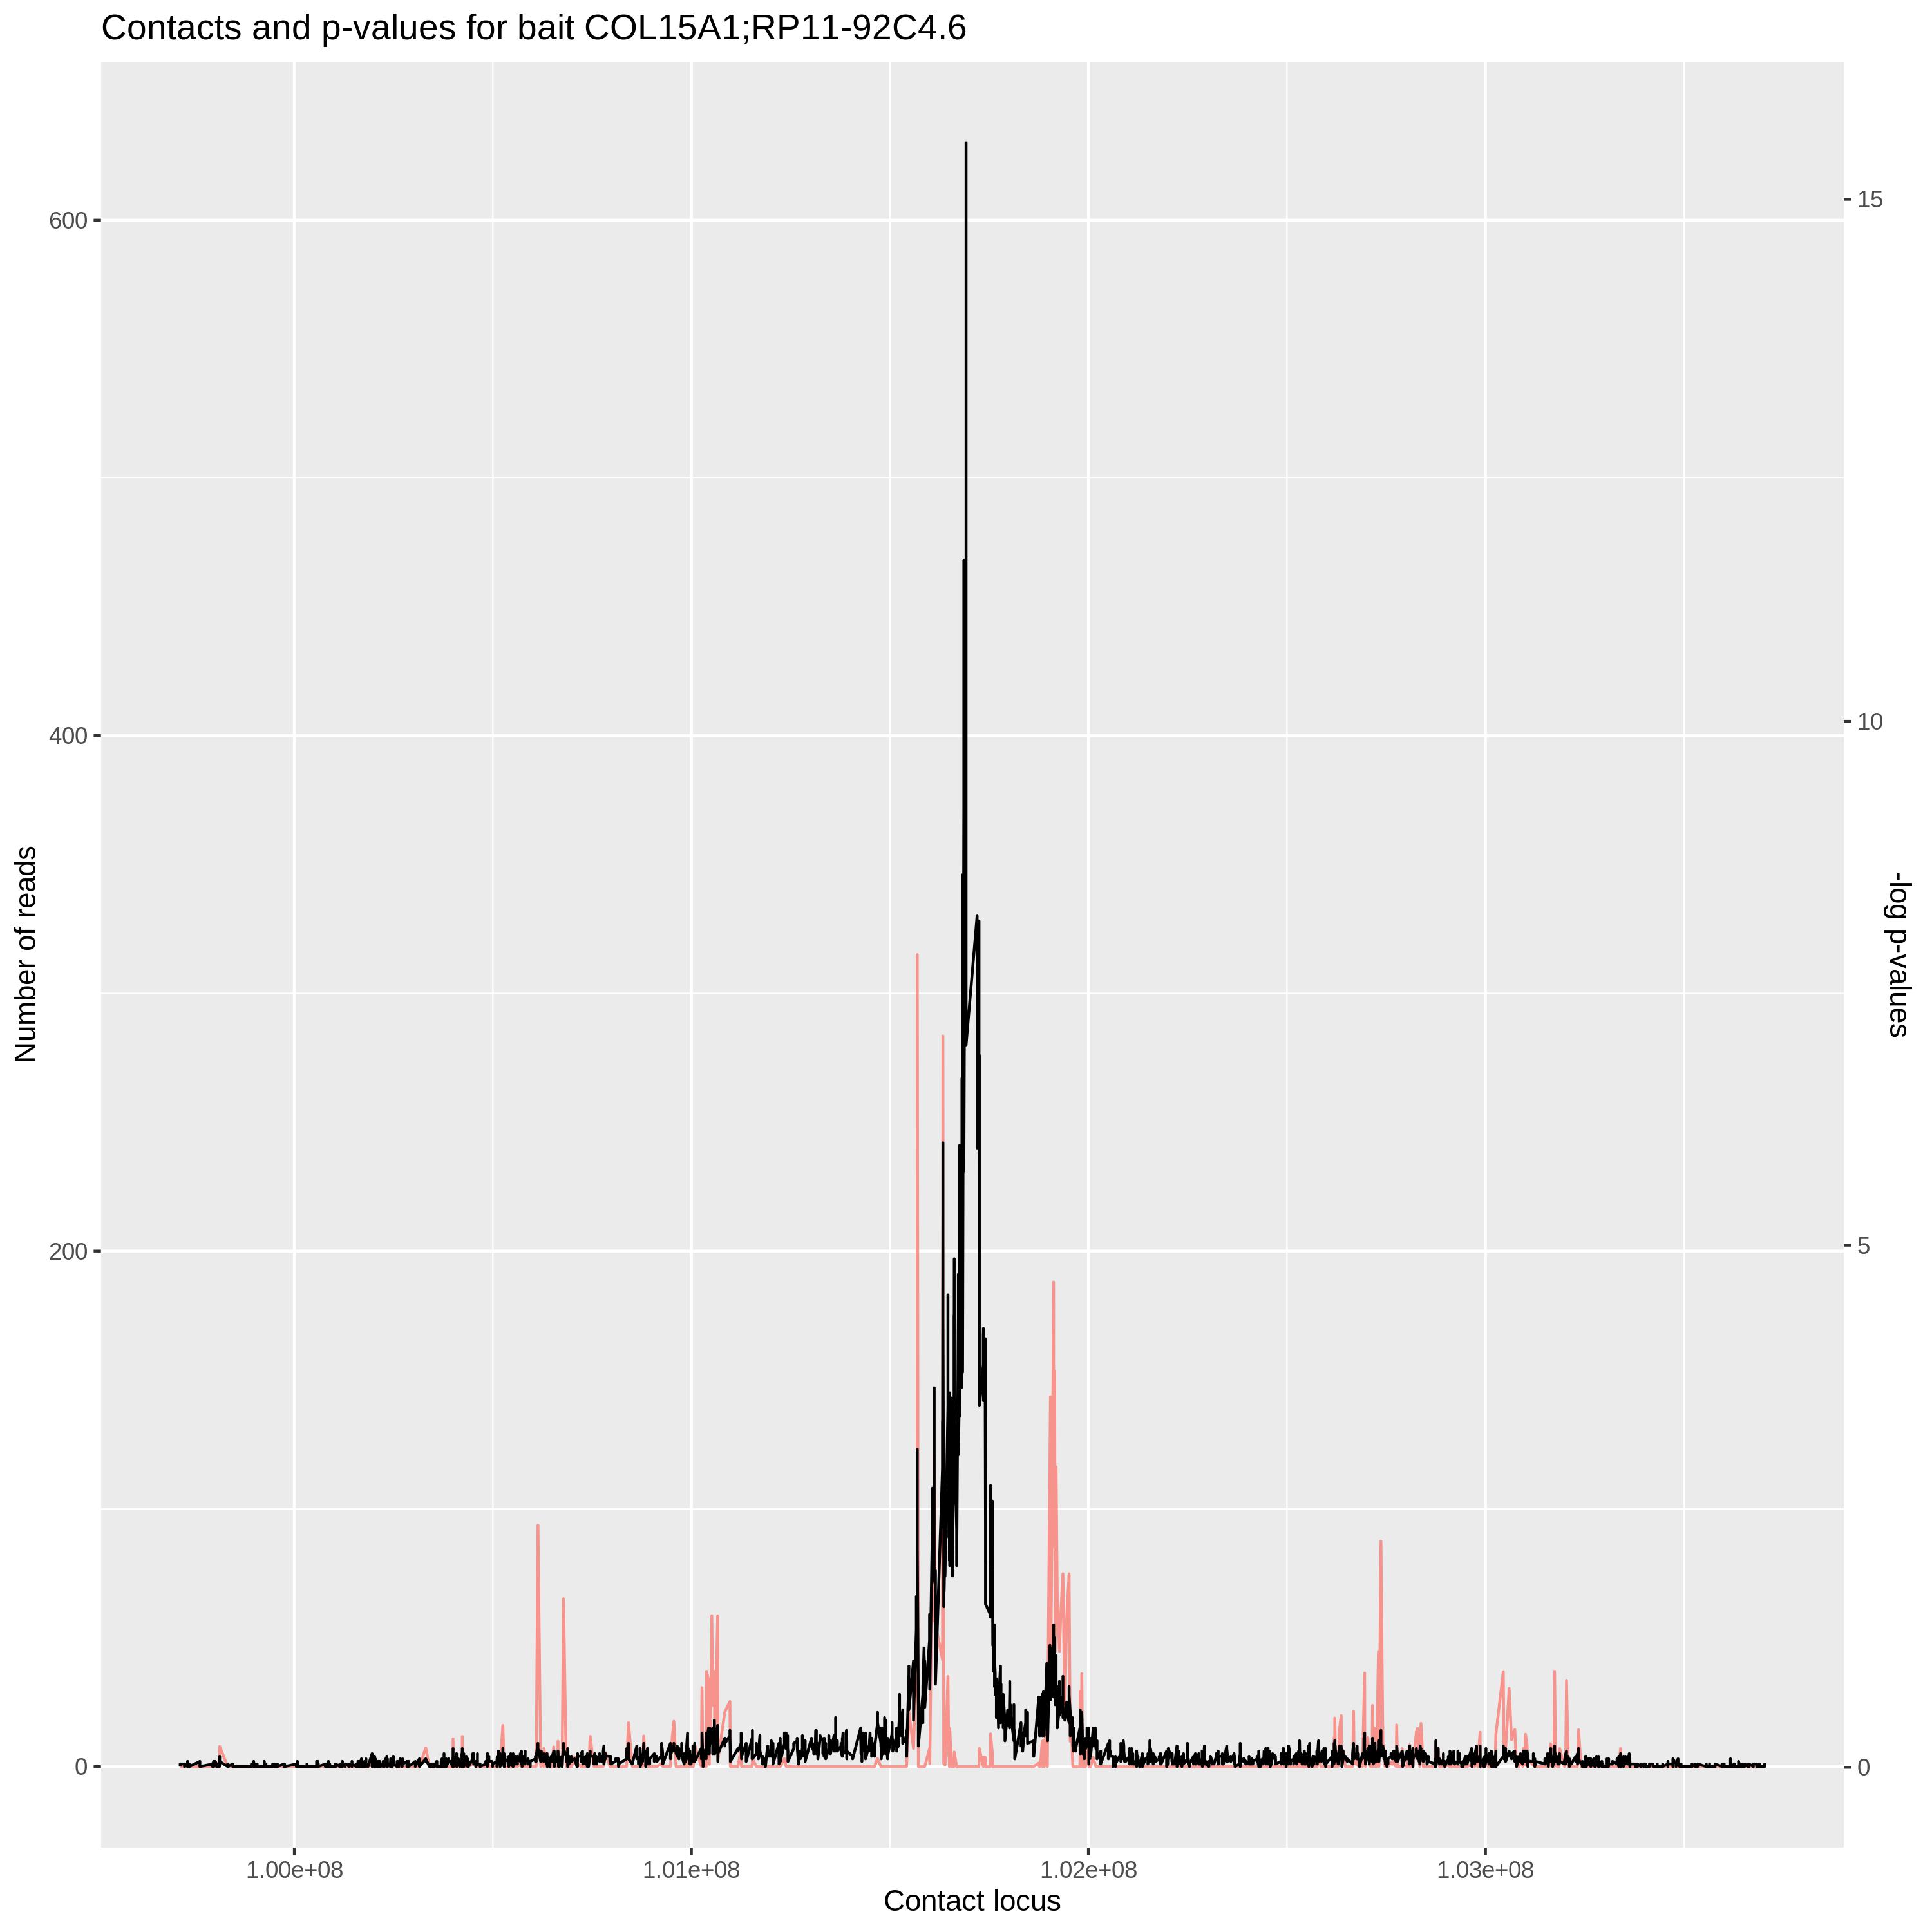 Contacts and p-values for bait COL15A1;RP11-92C4.6
600
400
200
0
Number of reads
15
10
5
0
-log p-values
1.00e+08
1.01e+08
1.02e+08
1.03e+08
Contact locus